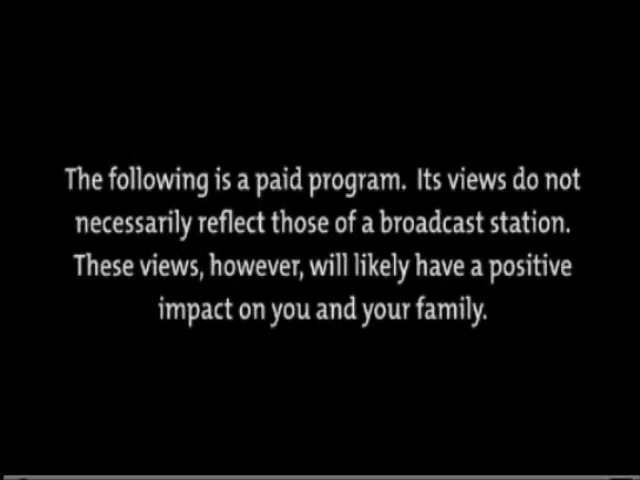 The following is a paid program. Its views do not
necessarily reflect those of a broadcast station.
These views, however, will likely have a positive
impact on you and your family.